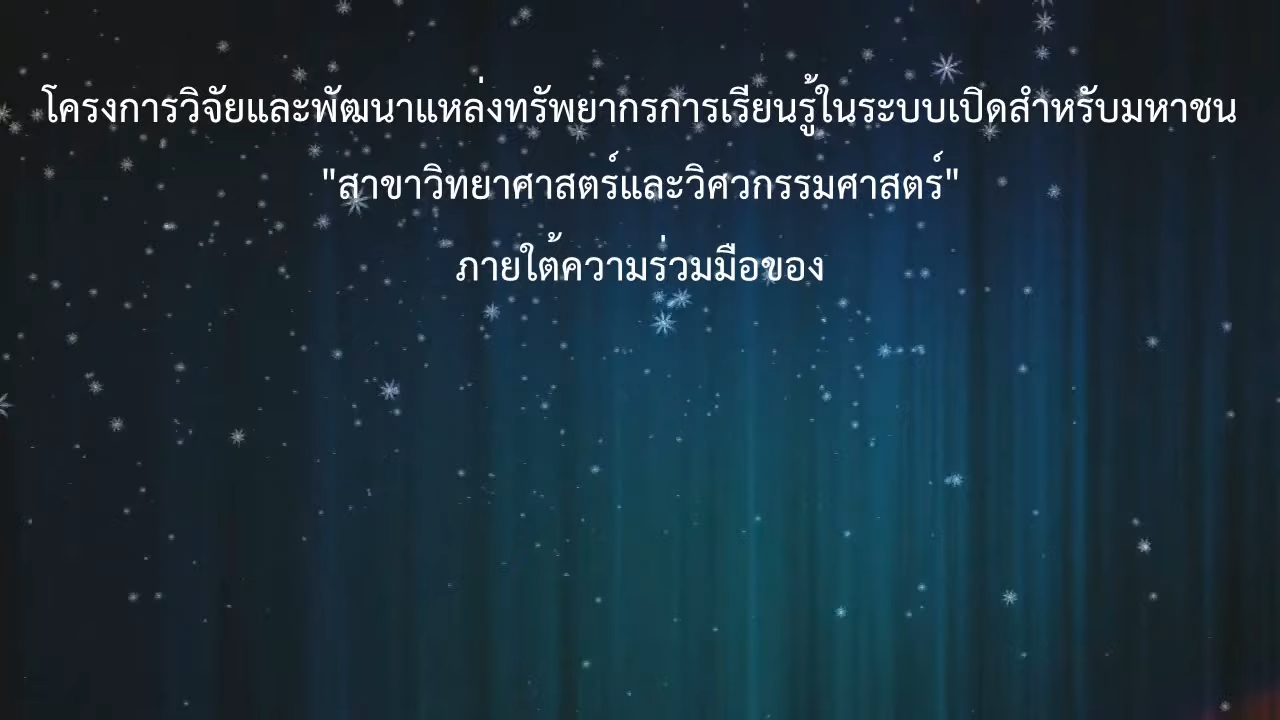 โครงการวิจัยและพัฒนาแหล่งทรัพยากรการเรียนรู้ในระบบเปิดสำหรับมหาชน
"สาขาวิทยาศาสตร์และวิศวกรรมศาสตร์"
ภายใต้ความร่วมมือของ